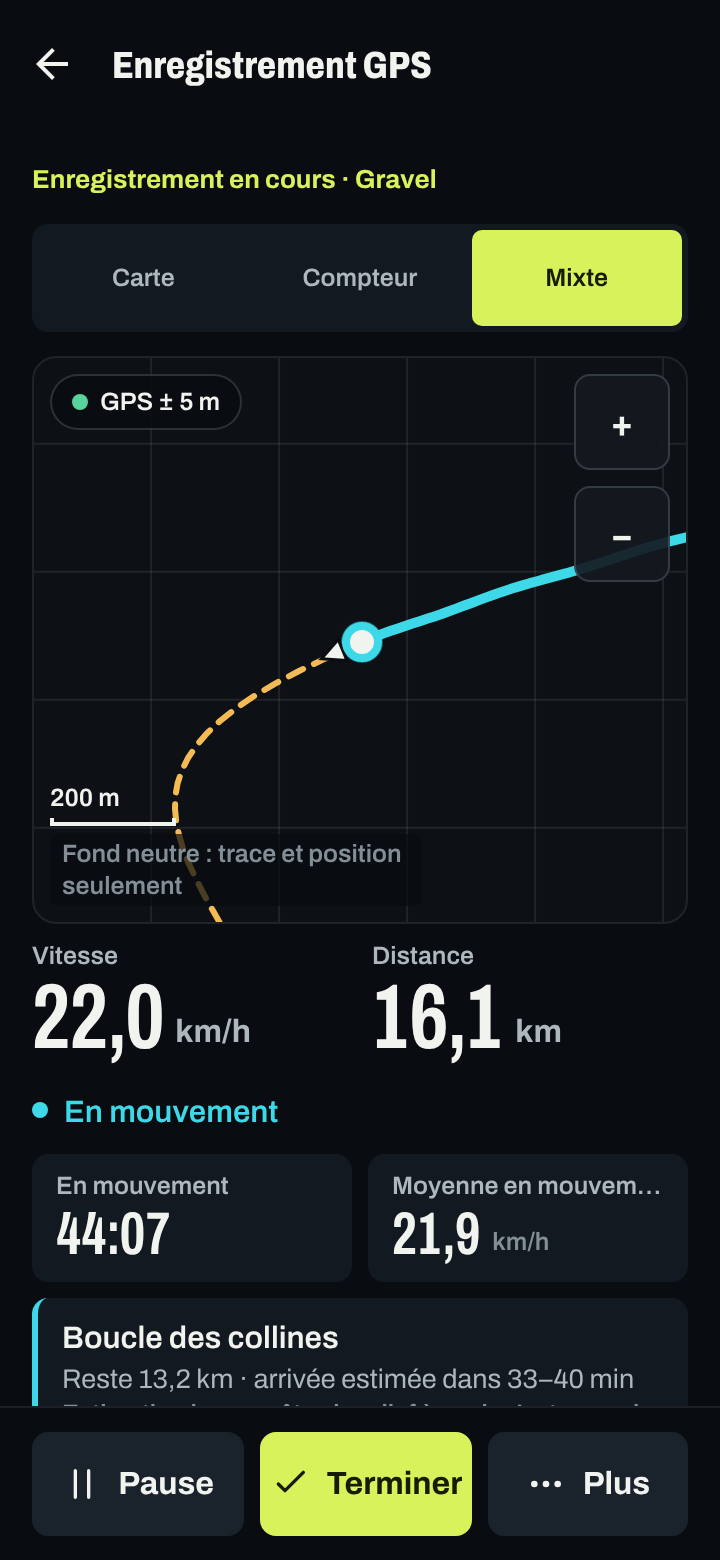 Enregistrement GPS
Enregistrement en cours · Gravel
Carte
Compteur
Mixte
GPS ± 5 m
+
−
200 m
Fond neutre : trace et position
seulement
Vitesse
Distance
22,0 km/h
16,1 km
En mouvement
En mouvement
Moyenne en mouvem…
44:07
21,9 km/h
Boucle des collines
Reste 13,2 km · arrivée estimée dans 33–40 min
Pause
Terminer
Plus